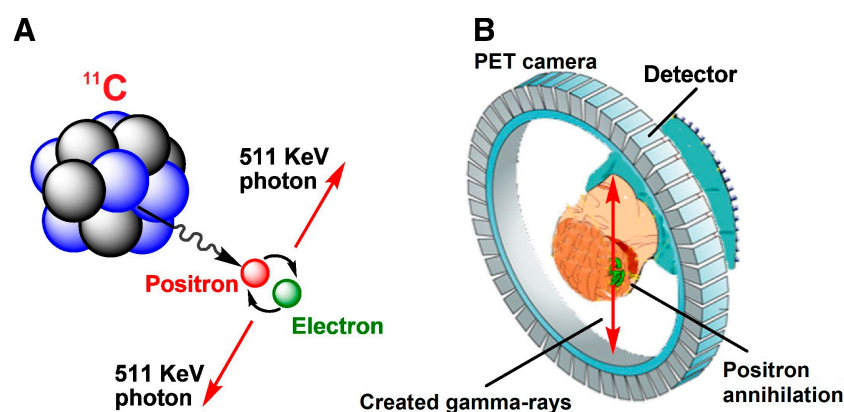 A
¹¹C
511 KeV
photon
Positron
Electron
511 KeV
photon
B
PET camera
Detector
Positron
annihilation
Created gamma-rays